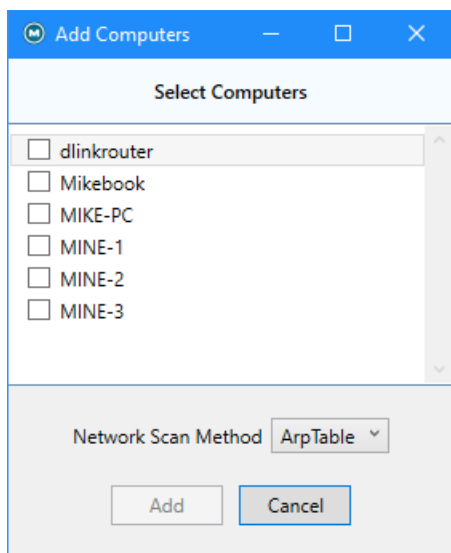 Add Computers
Select Computers
dlinkrouter
Mikebook
MIKE-PC
MINE-1
MINE-2
MINE-3
Network Scan Method ArpTable
Add Cancel